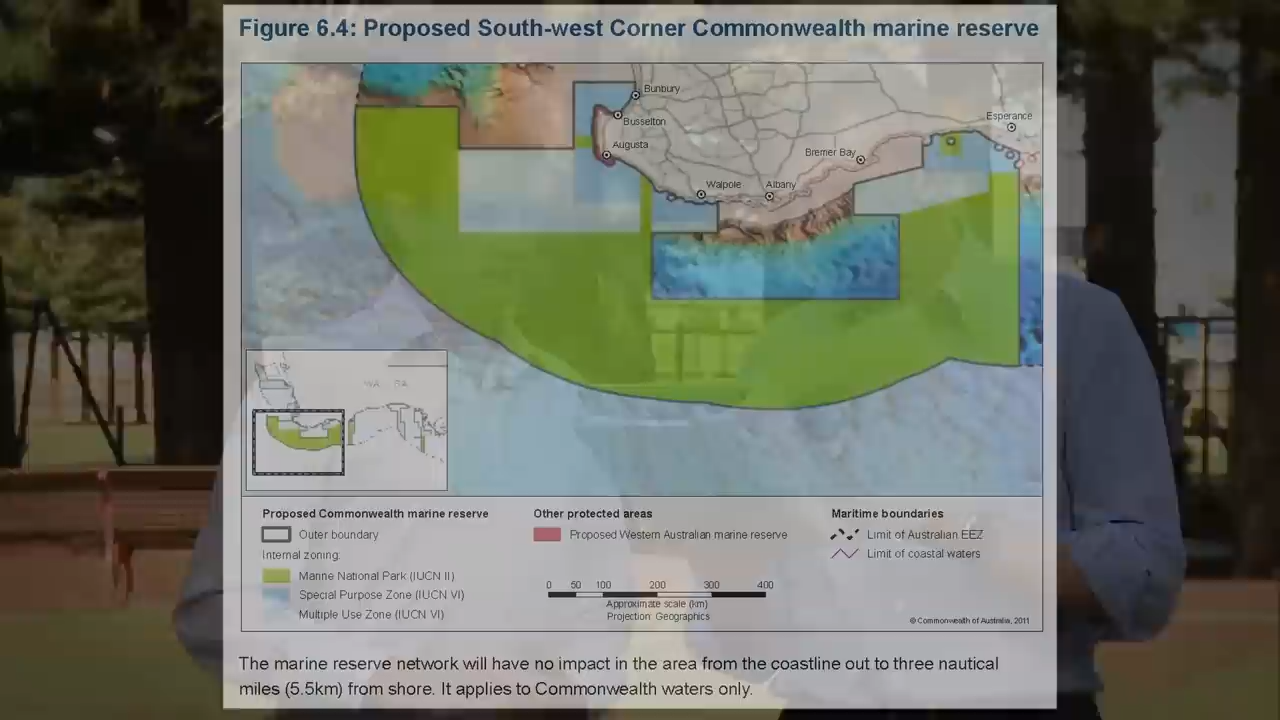 Figure 6.4: Proposed South-west Corner Commonwealth marine reserve
Bunbury
Busselton
Esperance
Augusta
Bremer Bay
Walpole
Albany
WA
SA
Proposed Commonwealth marine reserve
Outer boundary
Internal zoning:
Marine National Park (IUCN II)
Special Purpose Zone (IUCN VI)
Multiple Use Zone (IUCN VI)
Other protected areas
Proposed Western Australian marine reserve
0 50 100 200 300 400
Approximate scale (km)
Projection: Geographics
Maritime boundaries
Limit of Australian EEZ
Limit of coastal waters
© Commonwealth of Australia, 2011
The marine reserve network will have no impact in the area from the coastline out to three nautical
miles (5.5km) from shore. It applies to Commonwealth waters only.